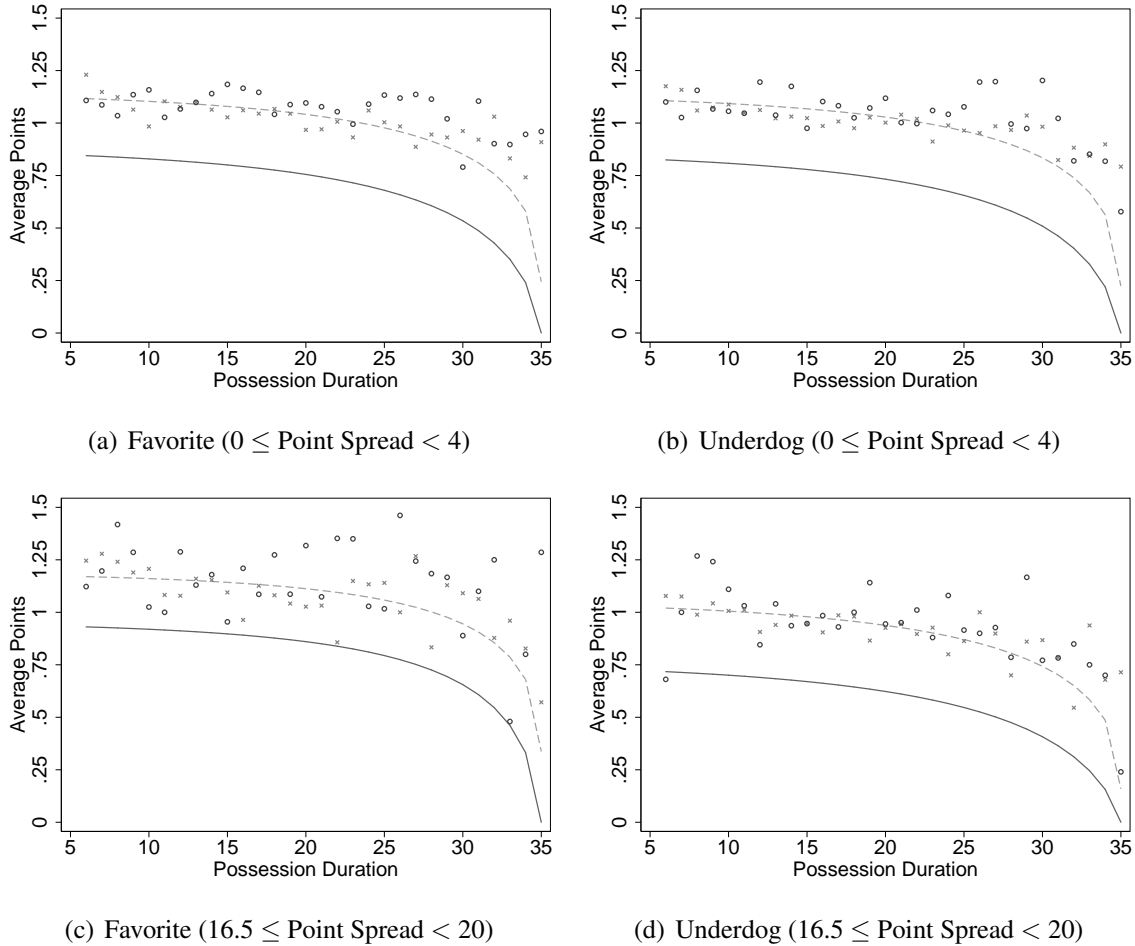 1.5
1.25
1
.75
.5
.25
0
Average Points
5 10 15 20 25 30 35
Possession Duration
(a) Favorite (0 ≤ Point Spread < 4)
1.5
1.25
1
.75
.5
.25
0
Average Points
5 10 15 20 25 30 35
Possession Duration
(b) Underdog (0 ≤ Point Spread < 4)
1.5
1.25
1
.75
.5
.25
0
Average Points
5 10 15 20 25 30 35
Possession Duration
(c) Favorite (16.5 ≤ Point Spread < 20)
1.5
1.25
1
.75
.5
.25
0
Average Points
5 10 15 20 25 30 35
Possession Duration
(d) Underdog (16.5 ≤ Point Spread < 20)